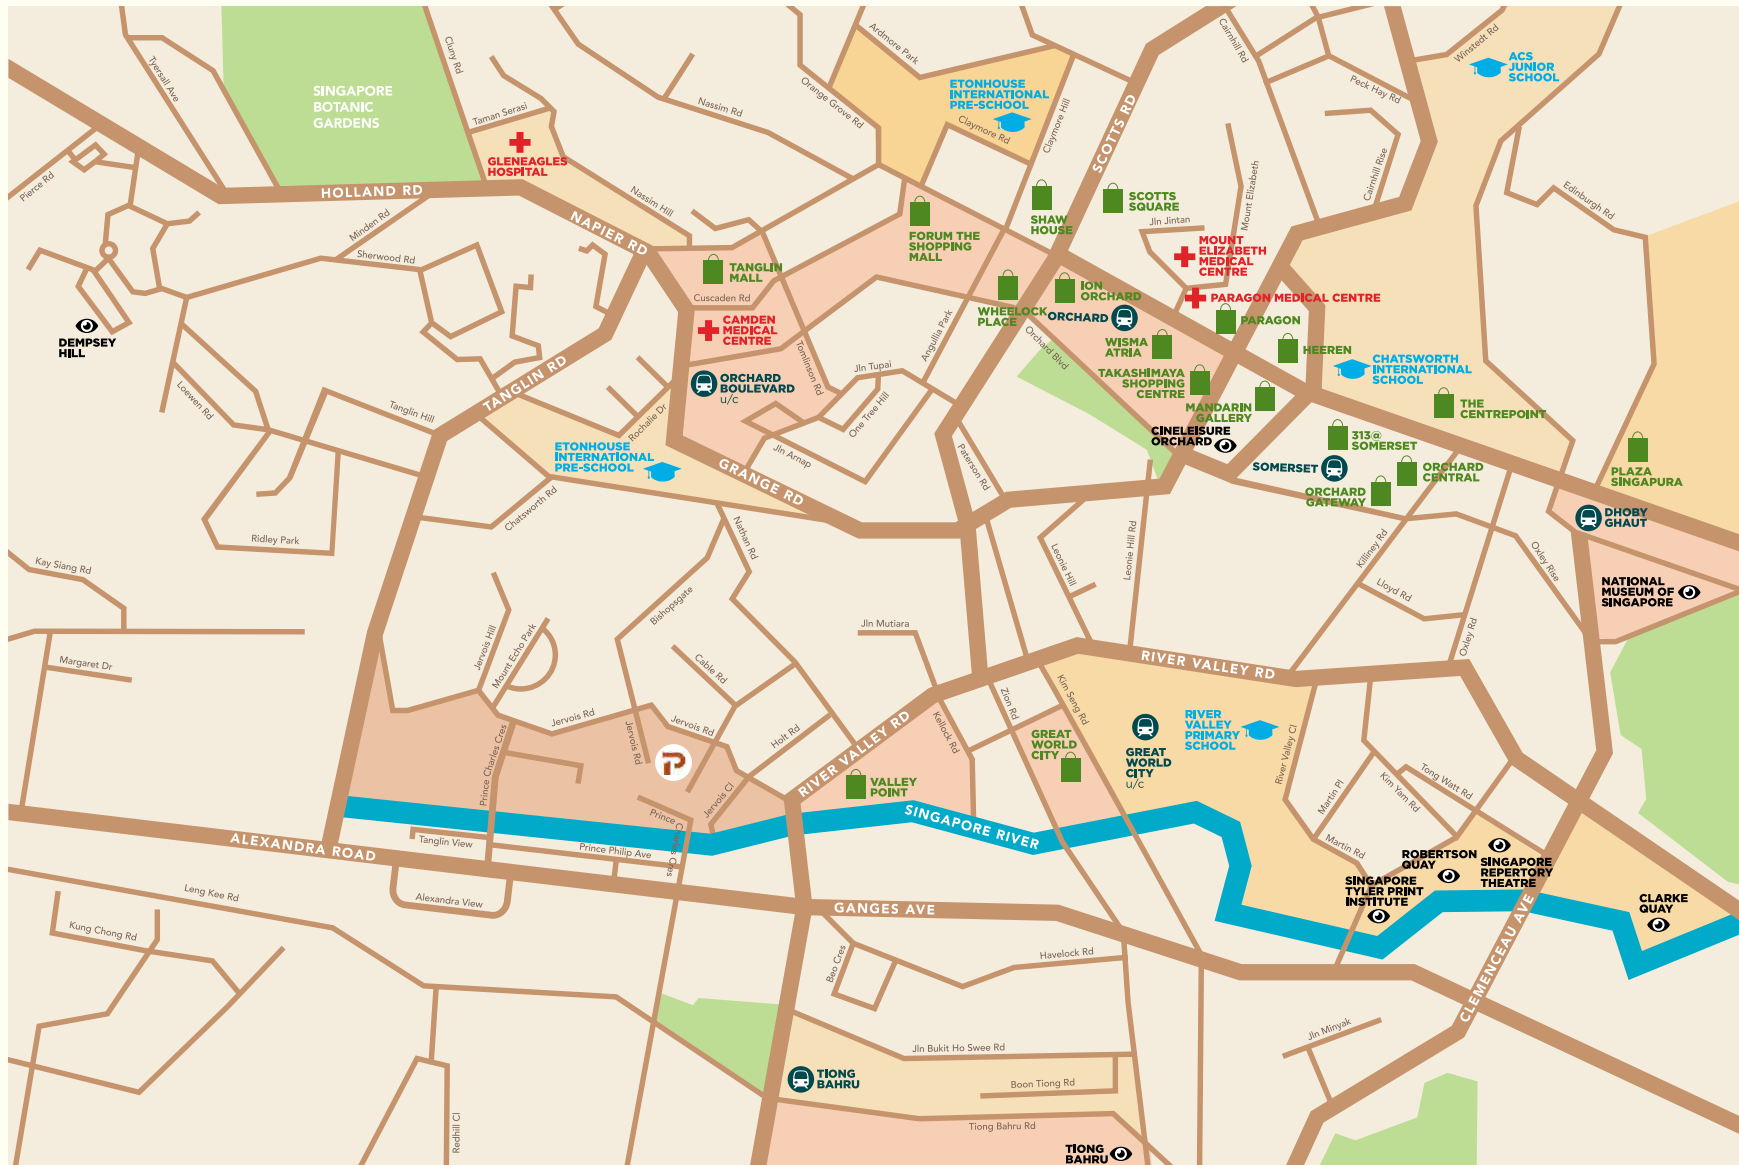 Tyersall Ave
SINGAPORE
BOTANIC
GARDENS
Cluny Rd
Taman Serasi
GLENEAGLES
HOSPITAL
Nassim Rd
Nassim Hill
Orange Grove Rd
Ardmore Park
ETONHOUSE
INTERNATIONAL
PRE-SCHOOL
Claymore Rd
Claymore Hill
SCOTTS RD
Cairnhill Rd
Peck Hay Rd
Winstedt Rd
ACS
JUNIOR
SCHOOL
Pierce Rd
HOLLAND RD
NAPIER RD
Minden Rd
Sherwood Rd
FORUM THE
SHOPPING
MALL
SHAW
HOUSE
SCOTTS
SQUARE
Jln Jintan
Mount Elizabeth
Cairnhill Rise
Edinburgh Rd
MOUNT
ELIZABETH
MEDICAL
CENTRE
PARAGON MEDICAL CENTRE
TANGLIN
MALL
Cuscaden Rd
CAMDEN
MEDICAL
CENTRE
Tomlinson Rd
WHEELOCK
PLACE
ION
ORCHARD
ORCHARD
PARAGON
HEEREN
WISMA
ATRIA
TAKASHIMAYA
SHOPPING
CENTRE
MANDARIN
GALLERY
CHATSWORTH
INTERNATIONAL
SCHOOL
THE
CENTREPOINT
DEMPSEY
HILL
Loewen Rd
TANGLIN RD
Tanglin Hill
ORCHARD
BOULEVARD
u/c
Jln Tupai
Angullia Park
Orchard Blvd
One Tree Hill
Jln Arnap
Rochalie Dr
ETONHOUSE
INTERNATIONAL
PRE-SCHOOL
GRANGE RD
Paterson Rd
CINELEISURE
ORCHARD
313@
SOMERSET
SOMERSET
ORCHARD
GATEWAY
ORCHARD
CENTRAL
PLAZA
SINGAPURA
DHOBY
GHAUT
Chatsworth Rd
Nathan Rd
Ridley Park
Kay Siang Rd
Bishopsgate
Leonie Hill
Leonie Hill Rd
Killiney Rd
Lloyd Rd
Oxley Rise
Oxley Rd
NATIONAL
MUSEUM OF
SINGAPORE
Jln Mutiara
Margaret Dr
Jervois Hill
Mount Echo Park
Cable Rd
RIVER VALLEY RD
Jervois Rd
Jervois Rd
Jervois Rd
Holt Rd
Prince Charles Cres
P
Jervois Cl
RIVER VALLEY RD
Kellock Rd
Zion Rd
Kim Seng Rd
GREAT
WORLD
CITY
GREAT
WORLD
CITY
u/c
RIVER
VALLEY
PRIMARY
SCHOOL
River Valley Cl
Martin Pl
Kim Yam Rd
Tong Watt Rd
Martin Rd
VALLEY
POINT
SINGAPORE RIVER
ALEXANDRA ROAD
Tanglin View
Prince Philip Ave
Alexandra View
Leng Kee Rd
Kung Chong Rd
GANGES AVE
Beo Cres
Havelock Rd
ROBERTSON
QUAY
SINGAPORE
REPERTORY
THEATRE
SINGAPORE
TYLER PRINT
INSTITUTE
CLARKE
QUAY
CLEMENCEAU AVE
Jln Minyak
Jln Bukit Ho Swee Rd
Boon Tiong Rd
TIONG
BAHRU
Tiong Bahru Rd
TIONG
BAHRU
Redhill Cl